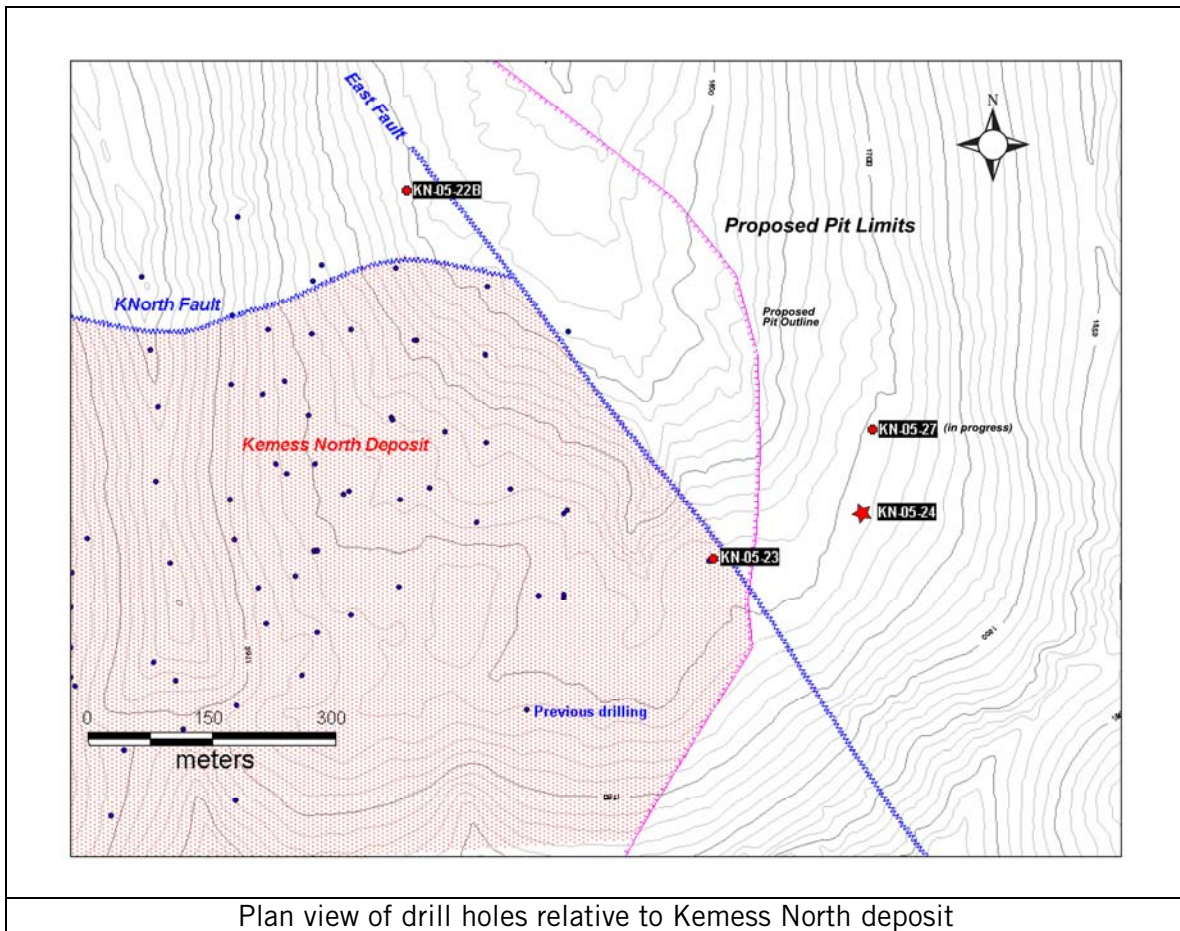 East Fault
N
1650
1700
KN-05-22B
Proposed Pit Limits
KNorth Fault
Proposed
Pit Outline
KN-05-27 (in progress)
Kemess North Deposit
KN-05-24
KN-05-23
Previous drilling
0 150 300
meters
Plan view of drill holes relative to Kemess North deposit